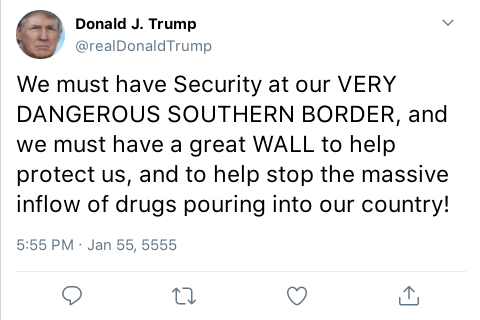 Donald J. Trump
@realDonaldTrump
We must have Security at our VERY
DANGEROUS SOUTHERN BORDER, and
we must have a great WALL to help
protect us, and to help stop the massive
inflow of drugs pouring into our country!
5:55 PM · Jan 55, 5555